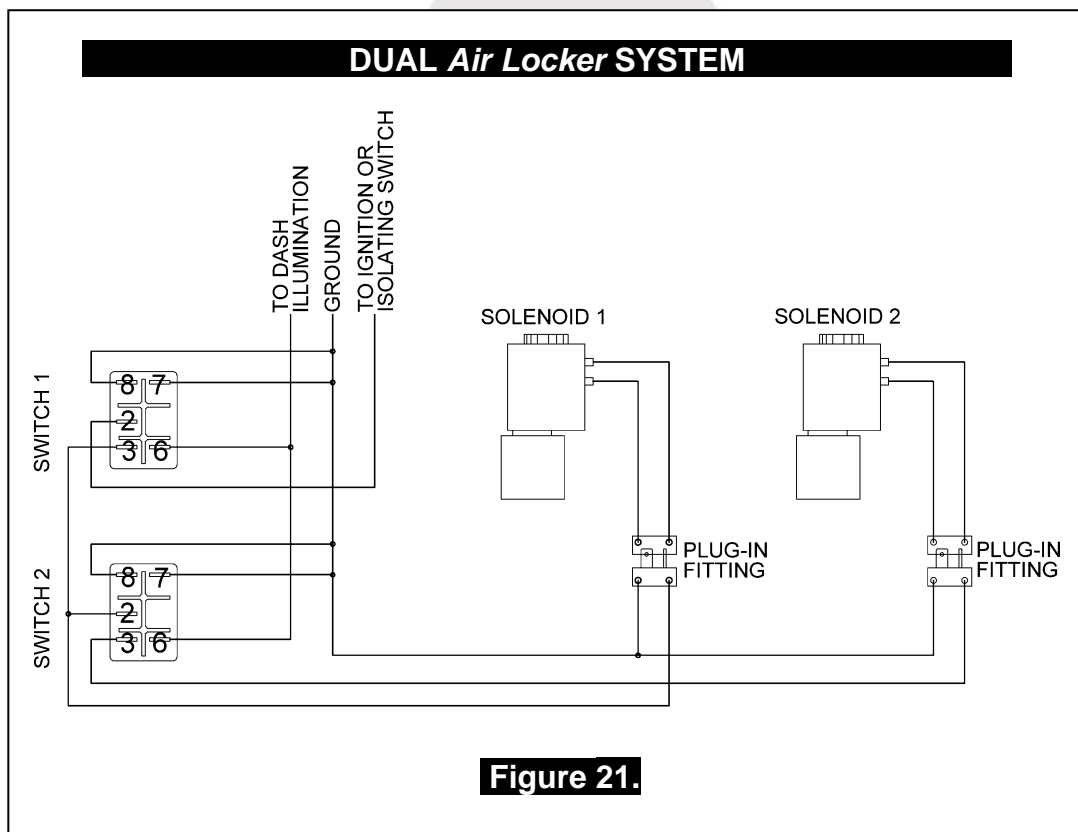 DUAL Air Locker SYSTEM
TO DASH
ILLUMINATION
GROUND
TO IGNITION OR
ISOLATING SWITCH
SOLENOID 1
SOLENOID 2
SWITCH 1
8 7
2
3 6
SWITCH 2
8 7
2
3 6
PLUG-IN
FITTING
PLUG-IN
FITTING
Figure 21.